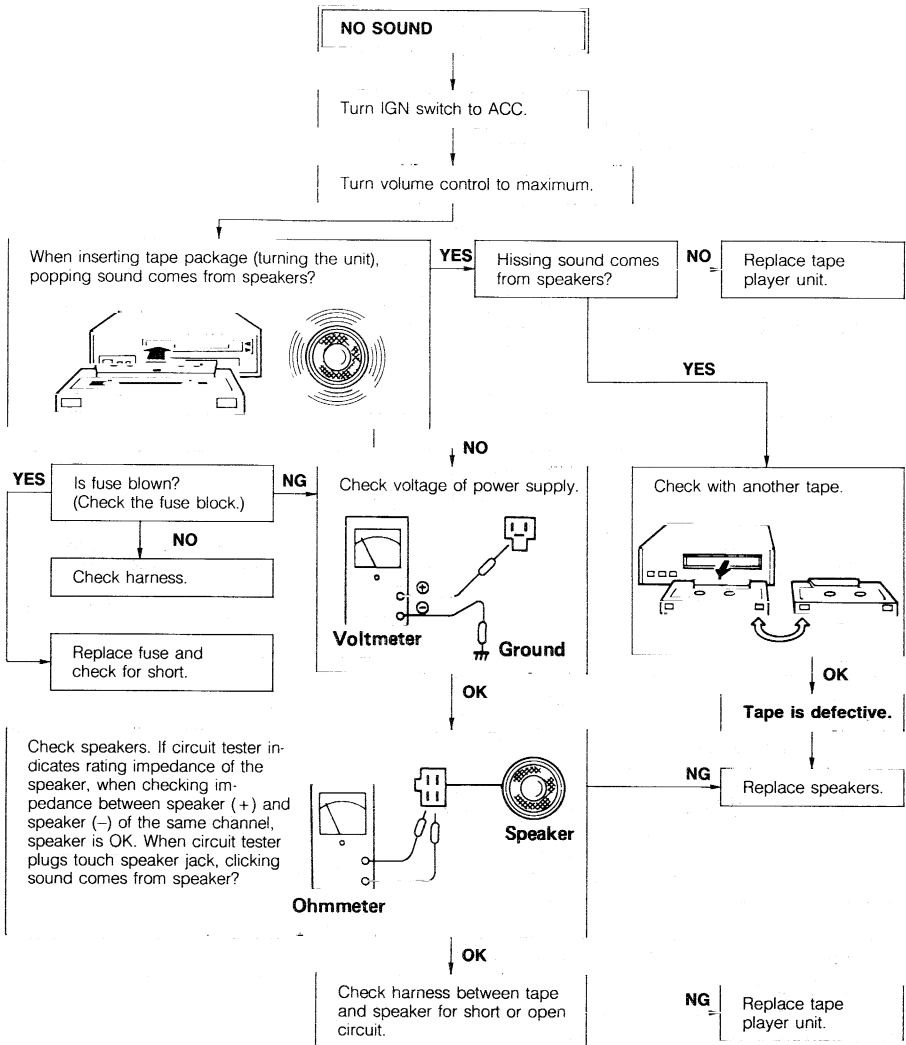 NO SOUND
Turn IGN switch to ACC.
Turn volume control to maximum.
When inserting tape package (turning the unit),
popping sound comes from speakers?
YES
Hissing sound comes
from speakers?
NO
Replace tape
player unit.
YES
NO
YES
Is fuse blown?
(Check the fuse block.)
NG
Check voltage of power supply.
Check with another tape.
NO
Check harness.
⊕
⊖
Voltmeter
Ground
Replace fuse and
check for short.
OK
OK
Tape is defective.
Check speakers. If circuit tester in-
dicates rating impedance of the
speaker, when checking im-
pedance between speaker (+) and
speaker (–) of the same channel,
speaker is OK. When circuit tester
plugs touch speaker jack, clicking
sound comes from speaker?
Speaker
Ohmmeter
NG
Replace speakers.
OK
Check harness between tape
and speaker for short or open
circuit.
NG
Replace tape
player unit.